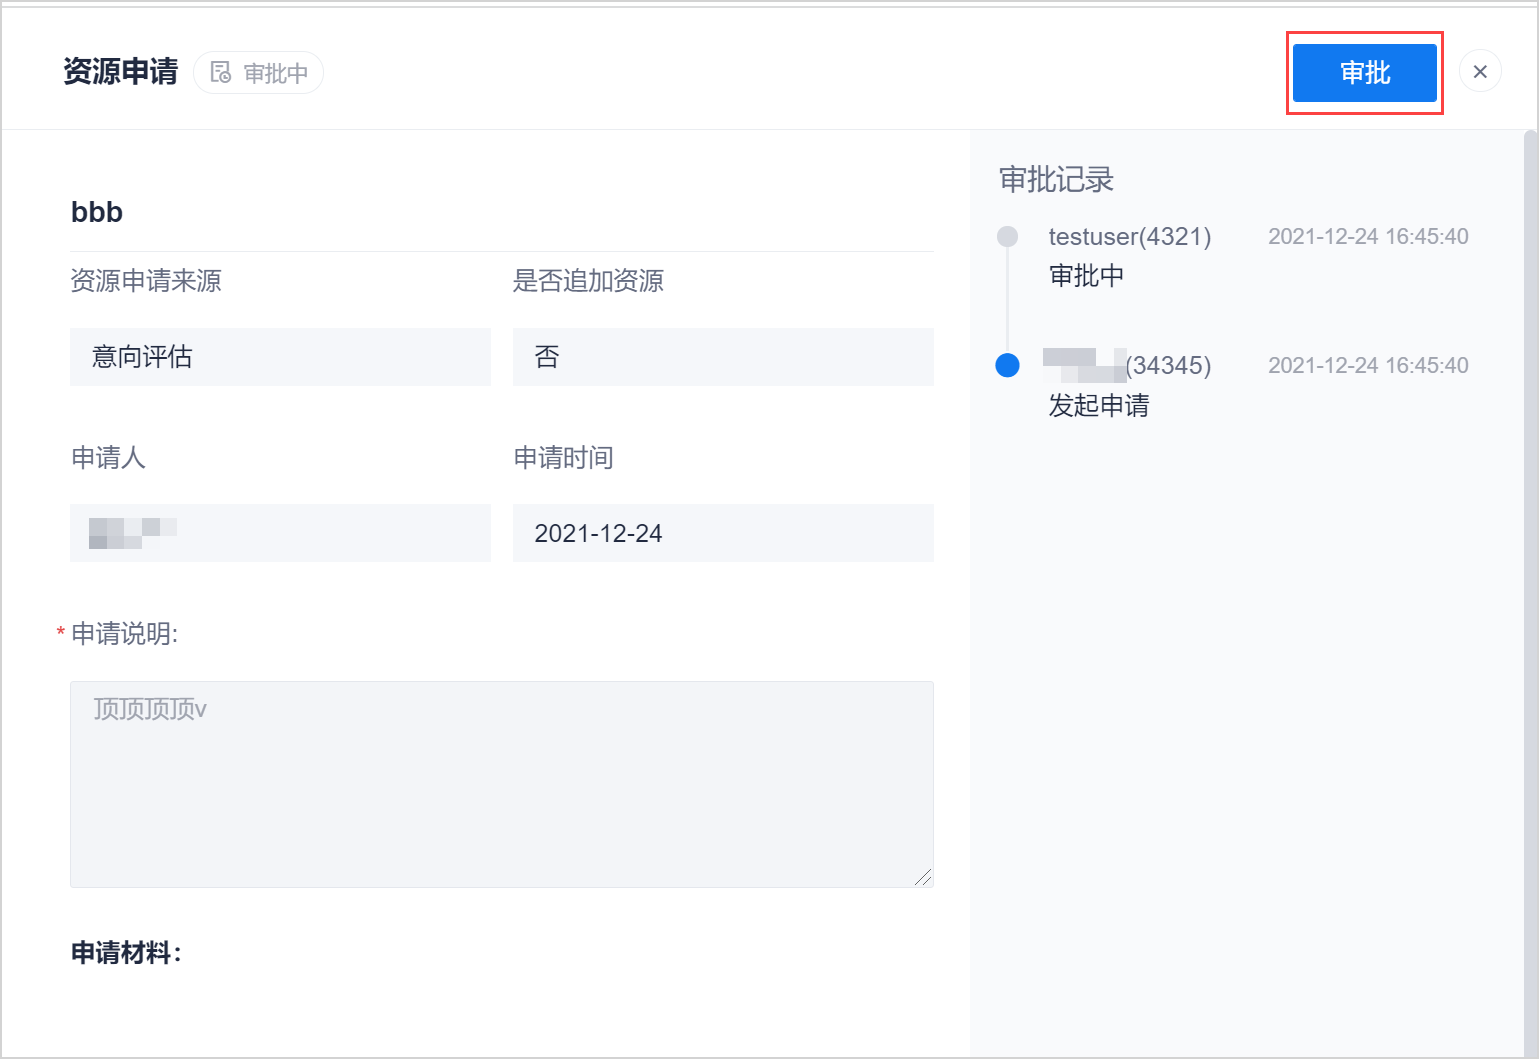 资源申请
审批中
审批
bbb
资源申请来源
是否追加资源
意向评估
否
申请人
申请时间
2021-12-24
* 申请说明:
顶顶顶顶v
申请材料：
审批记录
testuser(4321) 2021-12-24 16:45:40
审批中
(34345) 2021-12-24 16:45:40
发起申请